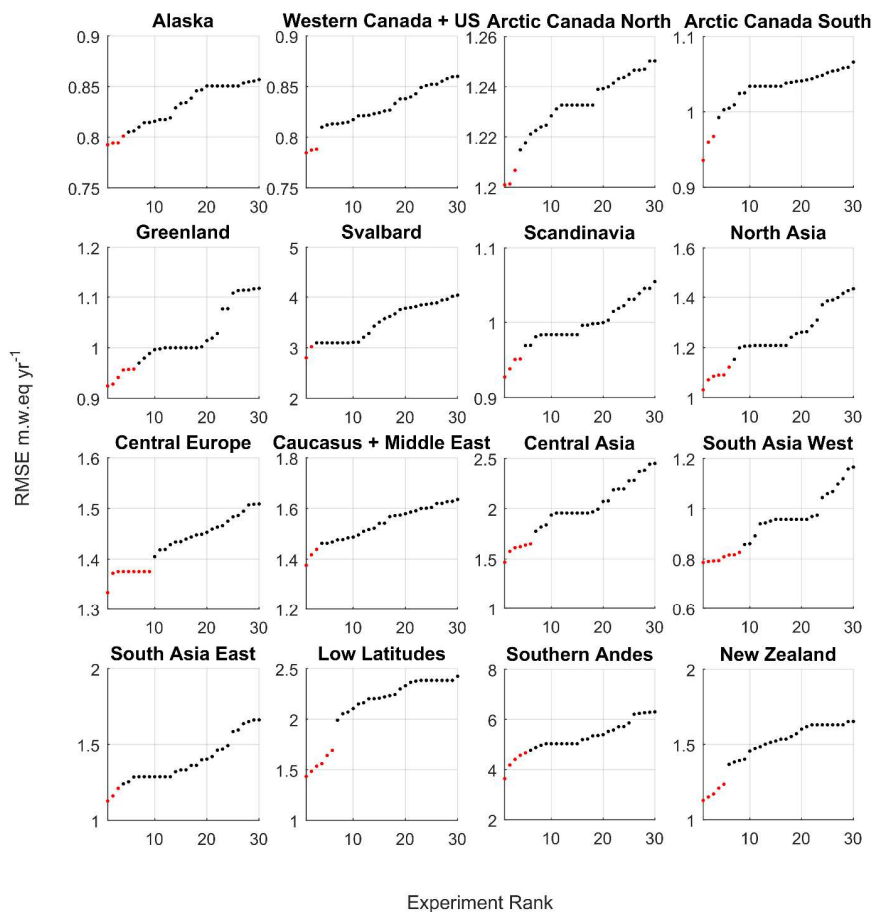 Alaska
0.9
0.85
0.8
0.75
10 20 30
Western Canada + US
0.9
0.85
0.8
0.75
10 20 30
Arctic Canada North
1.26
1.24
1.22
1.2
10 20 30
Arctic Canada South
1.1
1
0.9
10 20 30
Greenland
1.2
1.1
1
0.9
10 20 30
Svalbard
5
4
3
2
10 20 30
Scandinavia
1.1
1
0.9
10 20 30
North Asia
1.6
1.4
1.2
1
10 20 30
Central Europe
1.6
1.5
1.4
1.3
10 20 30
Caucasus + Middle East
1.8
1.6
1.4
1.2
10 20 30
Central Asia
2.5
2
1.5
1
10 20 30
South Asia West
1.2
1
0.8
0.6
10 20 30
South Asia East
2
1.5
1
10 20 30
Low Latitudes
2.5
2
1.5
1
10 20 30
Southern Andes
8
6
4
2
10 20 30
New Zealand
2
1.5
1
10 20 30
RMSE m.w.eq yr⁻¹
Experiment Rank